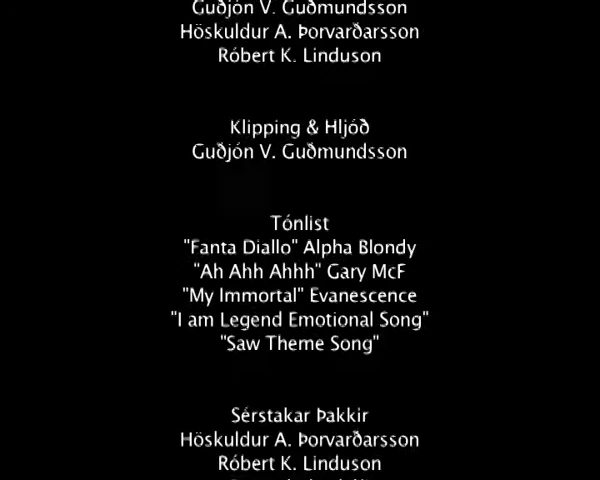 Guðjón V. Guðmundsson
Höskuldur A. Þorvarðarsson
Róbert K. Linduson
Klipping & Hljóð
Guðjón V. Guðmundsson
Tónlist
"Fanta Diallo" Alpha Blondy
"Ah Ahh Ahhh" Gary McF
"My Immortal" Evanescence
"I am Legend Emotional Song"
"Saw Theme Song"
Sérstakar Þakkir
Höskuldur A. Þorvarðarsson
Róbert K. Linduson